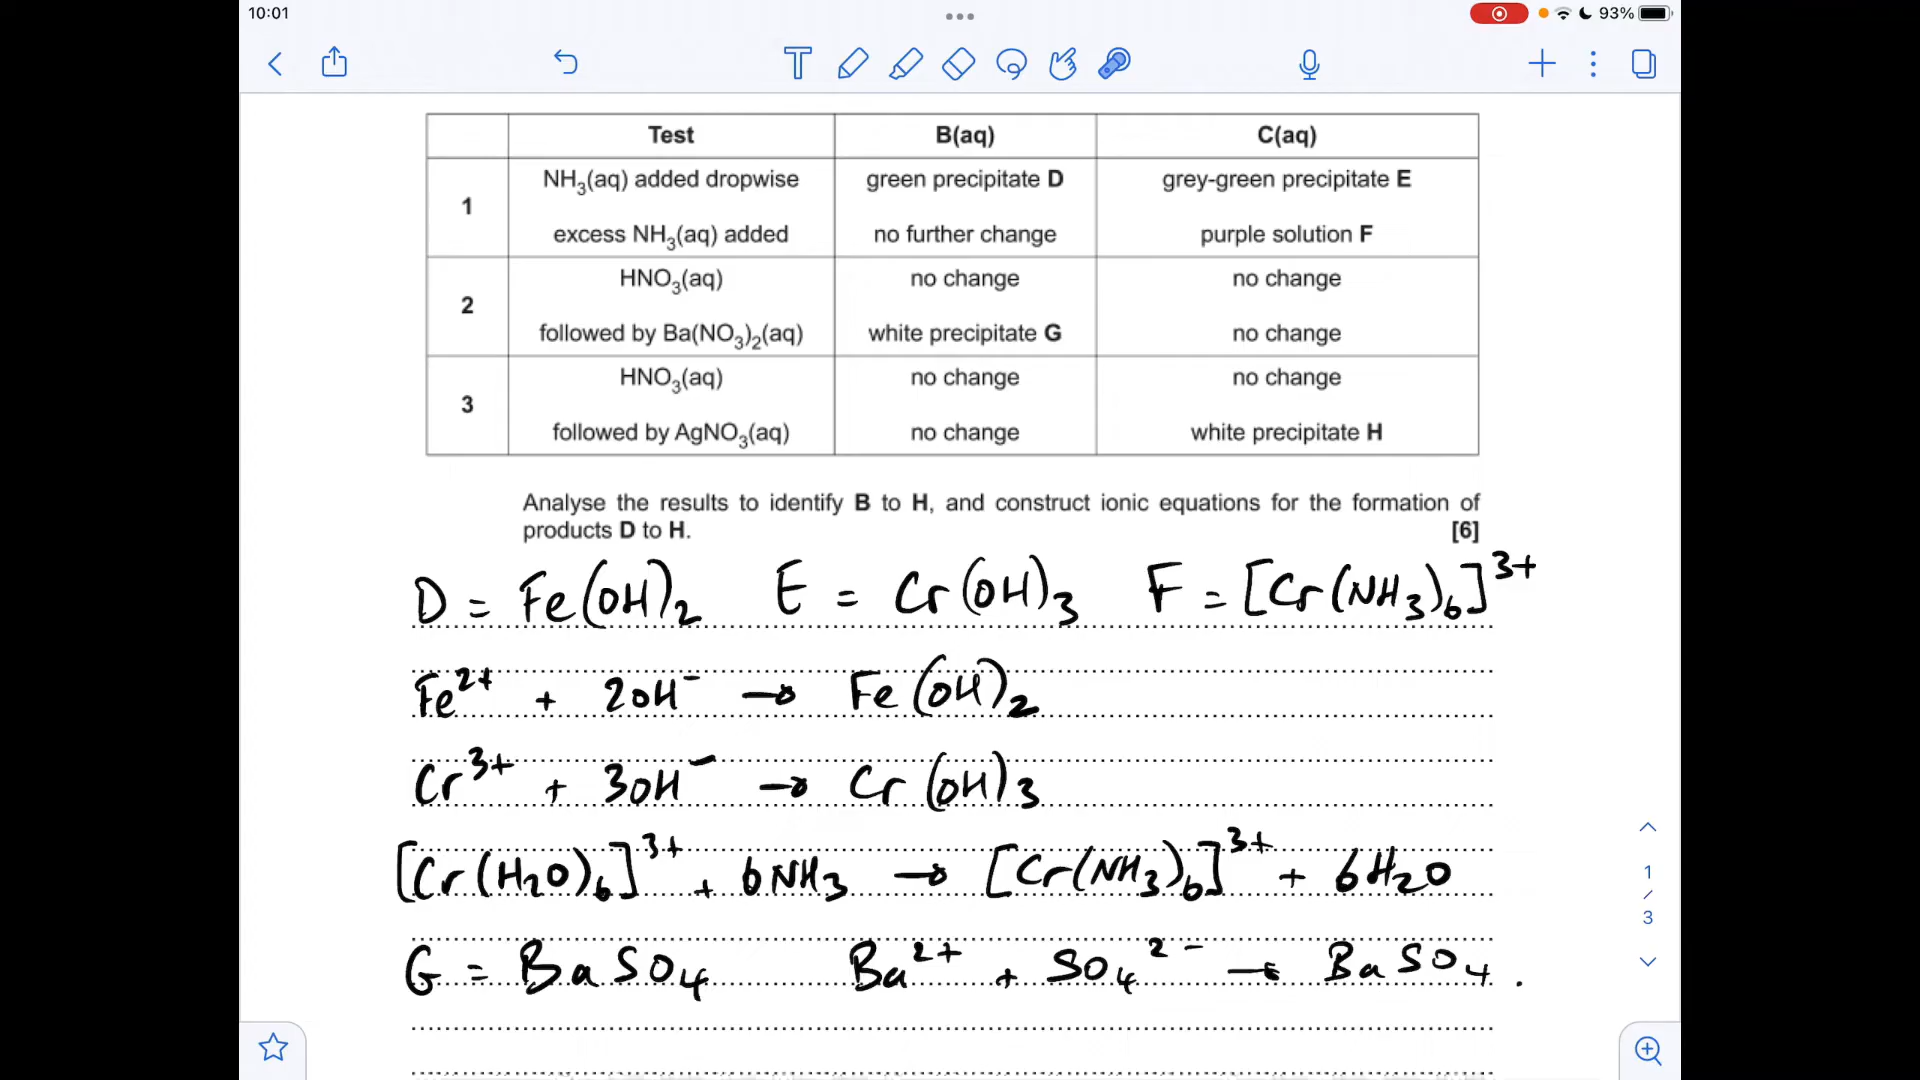 10:01
93%
Test B(aq) C(aq)
1
NH₃(aq) added dropwise green precipitate D grey-green precipitate E
excess NH₃(aq) added no further change purple solution F
2
HNO₃(aq) no change no change
followed by Ba(NO₃)₂(aq) white precipitate G no change
3
HNO₃(aq) no change no change
followed by AgNO₃(aq) no change white precipitate H
Analyse the results to identify B to H, and construct ionic equations for the formation of
products D to H. [6]
D = Fe(OH)₂ E = Cr(OH)₃ F = [Cr(NH₃)₆]³⁺
Fe²⁺ + 2OH⁻ → Fe(OH)₂
Cr³⁺ + 3OH⁻ → Cr(OH)₃
[Cr(H₂O)₆]³⁺ + 6NH₃ → [Cr(NH₃)₆]³⁺ + 6H₂O
G = BaSO₄ Ba²⁺ + SO₄²⁻ → BaSO₄ .
1
/
3